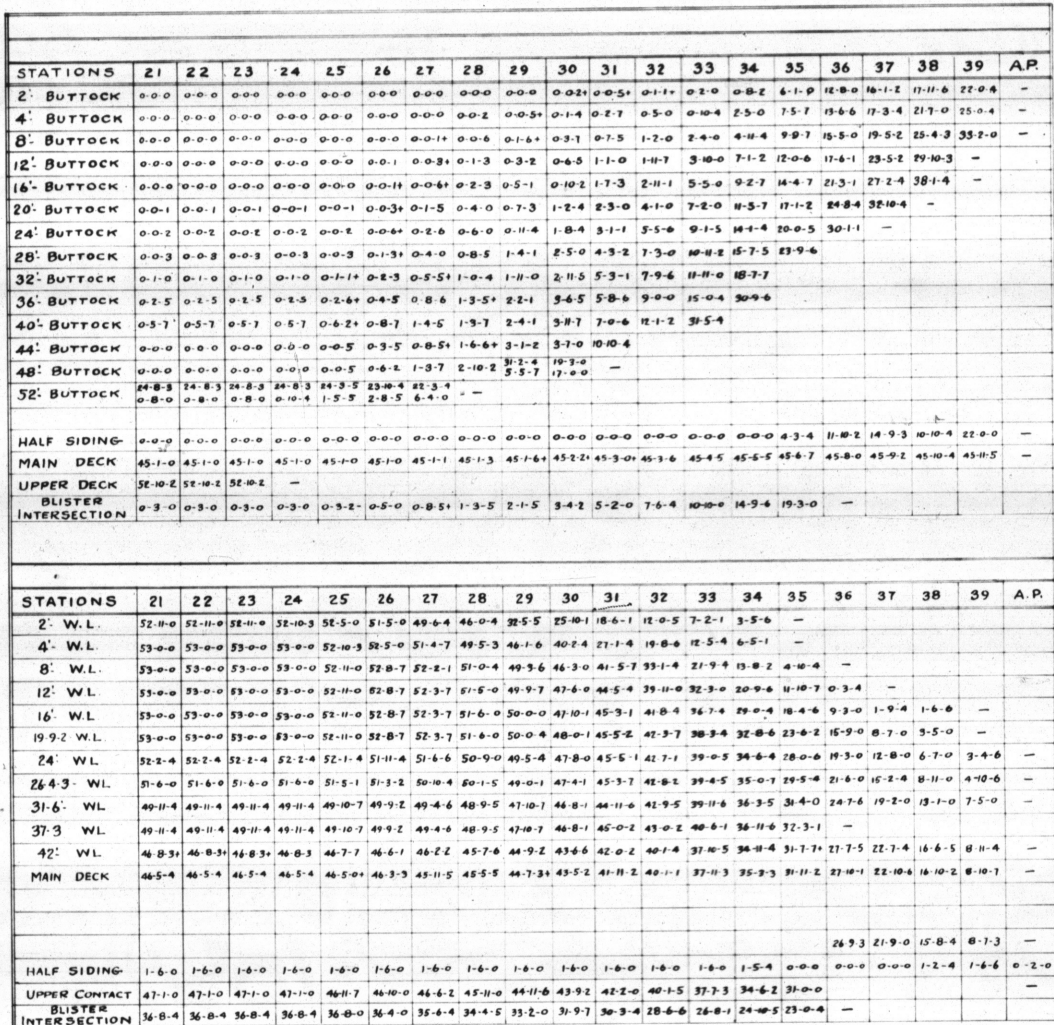 STATIONS 21 22 23 24 25 26 27 28 29 30 31 32 33 34 35 36 37 38 39 A.P.
2' BUTTOCK 0-0-0 0-0-0 0-0-0 0-0-0 0-0-0 0-0-0 0-0-0 0-0-0 0-0-0 0-0-2+ 0-0-5+ 0-1-1+ 0-2-0 0-8-2 6-1-0 12-8-0 16-1-2 17-11-6 22-0-4 -
4' BUTTOCK 0-0-0 0-0-0 0-0-0 0-0-0 0-0-0 0-0-0 0-0-0 0-0-2 0-0-5+ 0-1-4 0-2-7 0-5-0 0-10-4 2-5-0 7-5-7 13-6-6 17-3-4 21-7-0 25-0-4 -
8' BUTTOCK 0-0-0 0-0-0 0-0-0 0-0-0 0-0-0 0-0-0 0-0-1+ 0-0-6 0-1-6+ 0-3-7 0-7-5 1-2-0 2-4-0 4-11-4 9-9-7 15-5-0 19-5-2 25-4-3 33-2-0 -
12' BUTTOCK 0-0-0 0-0-0 0-0-0 0-0-0 0-0-0 0-0-1 0-0-3+ 0-1-3 0-3-2 0-6-5 1-1-0 1-11-7 3-10-0 7-1-2 12-0-6 17-6-1 23-5-2 29-10-3 -
16'- BUTTOCK 0-0-0 0-0-0 0-0-0 0-0-0 0-0-0 0-0-1+ 0-0-6+ 0-2-3 0-5-1 0-10-2 1-7-3 2-11-1 5-5-0 9-2-7 14-4-7 21-3-1 27-2-4 38-1-4 -
20'- BUTTOCK 0-0-1 0-0-1 0-0-1 0-0-1 0-0-1 0-0-3+ 0-1-5 0-4-0 0-7-3 1-2-4 2-3-0 4-1-0 7-2-0 11-5-7 17-1-2 24-8-4 32-10-4 -
24' BUTTOCK 0-0-2 0-0-2 0-0-2 0-0-2 0-0-2 0-0-6+ 0-2-6 0-6-0 0-11-4 1-8-4 3-1-1 5-5-6 9-1-5 14-1-4 20-0-5 30-1-1 -
28' BUTTOCK 0-0-3 0-0-3 0-0-3 0-0-3 0-0-3 0-1-3+ 0-4-0 0-8-5 1-4-1 2-5-0 4-3-2 7-3-0 10-11-2 15-7-5 23-9-6
32'- BUTTOCK 0-1-0 0-1-0 0-1-0 0-1-0 0-1-1+ 0-2-3 0-5-5+ 1-0-4 1-11-0 2-11-5 5-3-1 7-9-6 11-11-0 18-7-7
36' BUTTOCK 0-2-5 0-2-5 0-2-5 0-2-5 0-2-6+ 0-4-5 0-8-6 1-3-5+ 2-2-1 3-6-5 5-8-6 9-0-0 15-0-4 30-9-6
40'- BUTTOCK 0-5-7 0-5-7 0-5-7 0-5-7 0-6-2+ 0-8-7 1-4-5 1-9-7 2-4-1 3-11-7 7-0-6 12-1-2 31-5-4
44'- BUTTOCK 0-0-0 0-0-0 0-0-0 0-0-0 0-0-5 0-3-5 0-8-5+ 1-6-6+ 3-1-2 3-7-0 10-10-4
48' BUTTOCK 0-0-0 0-0-0 0-0-0 0-0-0 0-0-5 0-6-2 1-3-7 2-10-2 31-2-4 5-5-7 19-3-0 17-0-0 -
52' BUTTOCK 24-8-3 24-8-3 24-8-3 24-8-3 24-3-5 23-10-4 22-3-4 -
0-8-0 0-8-0 0-8-0 0-10-4 1-5-5 2-8-5 6-4-0
HALF SIDING 0-0-0 0-0-0 0-0-0 0-0-0 0-0-0 0-0-0 0-0-0 0-0-0 0-0-0 0-0-0 0-0-0 0-0-0 0-0-0 0-0-0 4-3-4 11-10-2 14-9-3 10-10-4 22-0-0 -
MAIN DECK 45-1-0 45-1-0 45-1-0 45-1-0 45-1-0 45-1-0 45-1-1 45-1-3 45-1-6+ 45-2-2+ 45-3-0+ 45-3-6 45-4-5 45-5-5 45-6-7 45-8-0 45-9-2 45-10-4 45-11-5 -
UPPER DECK 52-10-2 52-10-2 52-10-2 -
BLISTER INTERSECTION 0-3-0 0-3-0 0-3-0 0-3-0 0-3-2- 0-5-0 0-8-5+ 1-3-5 2-1-5 3-4-2 5-2-0 7-6-4 10-10-0 14-9-6 19-3-0 -
STATIONS 21 22 23 24 25 26 27 28 29 30 31 32 33 34 35 36 37 38 39 A.P.
2' W.L. 52-11-0 52-11-0 52-11-0 52-10-3 52-5-0 51-5-0 49-6-4 46-0-4 32-5-5 25-10-1 18-6-1 12-0-5 7-2-1 3-5-6 -
4' W.L. 53-0-0 53-0-0 53-0-0 53-0-0 52-10-3 52-5-0 51-4-7 49-5-3 46-1-6 40-2-4 27-1-4 19-8-6 12-5-4 6-5-1
8' W.L. 53-0-0 53-0-0 53-0-0 53-0-0 52-11-0 52-8-7 52-2-1 51-0-4 49-3-6 46-3-0 41-5-7 33-1-4 21-9-4 13-8-2 4-10-4 -
12' W.L. 53-0-0 53-0-0 53-0-0 53-0-0 52-11-0 52-8-7 52-3-7 51-5-0 49-9-7 47-6-0 44-5-4 39-11-0 32-3-0 20-9-6 11-10-7 0-3-4 -
16' W.L 53-0-0 53-0-0 53-0-0 53-0-0 52-11-0 52-8-7 52-3-7 51-6-0 50-0-0 47-10-1 45-3-1 41-8-4 36-7-4 29-0-4 18-4-6 9-3-0 1-9-4 1-6-6 -
19-9-2 W.L. 53-0-0 53-0-0 53-0-0 53-0-0 52-11-0 52-8-7 52-3-7 51-6-0 50-0-4 48-0-1 45-5-2 42-3-7 38-3-4 32-8-6 23-6-2 15-9-0 8-7-0 3-5-0 -
24' WL 52-2-4 52-2-4 52-2-4 52-2-4 52-1-4 51-11-4 51-6-6 50-9-0 49-5-4 47-8-0 45-5-1 42-7-1 39-0-5 34-6-4 28-0-6 19-3-0 12-8-0 6-7-0 3-4-6
26-4-3- WL. 51-6-0 51-6-0 51-6-0 51-6-0 51-5-1 51-3-2 50-10-4 50-1-5 49-0-1 47-4-1 45-3-7 42-8-2 39-4-5 35-0-7 29-5-4 21-6-0 15-2-4 8-11-0 4-10-6
31-6' WL 49-11-4 49-11-4 49-11-4 49-11-4 49-10-7 49-9-2 49-4-6 48-9-5 47-10-7 46-8-1 44-11-6 42-9-5 39-11-6 36-3-5 31-4-0 24-7-6 19-2-0 13-1-0 7-5-0 -
37-3 WL 49-11-4 49-11-4 49-11-4 49-11-4 49-10-7 49-9-2 49-4-6 48-9-5 47-10-7 46-8-1 45-0-2 43-0-2 40-6-1 36-11-6 32-3-1 -
42' WL 46-8-3+ 46-8-3+ 46-8-3+ 46-8-3 46-7-7 46-6-1 46-2-2 45-7-6 44-9-2 43-6-6 42-0-2 40-1-4 37-10-5 34-11-4 31-7-7+ 27-7-5 22-7-4 16-6-5 8-11-4 -
MAIN DECK 46-5-4 46-5-4 46-5-4 46-5-4 46-5-0+ 46-3-3 45-11-5 45-5-5 44-7-3+ 43-5-2 41-11-2 40-1-1 37-11-3 35-3-3 31-11-2 27-10-1 22-10-6 16-10-2 8-10-7 -
26-9-3 21-9-0 15-8-4 8-7-3 -
HALF SIDING 1-6-0 1-6-0 1-6-0 1-6-0 1-6-0 1-6-0 1-6-0 1-6-0 1-6-0 1-6-0 1-6-0 1-6-0 1-6-0 1-5-4 0-0-0 0-0-0 0-0-0 1-2-4 1-6-6 0-2-0
UPPER CONTACT 47-1-0 47-1-0 47-1-0 47-1-0 46-11-7 46-10-0 46-6-2 45-11-0 44-11-6 43-9-2 42-2-0 40-1-5 37-7-3 34-6-2 31-0-0 -
BLISTER INTERSECTION 36-8-4 36-8-4 36-8-4 36-8-4 36-8-0 36-4-0 35-6-4 34-4-5 33-2-0 31-9-7 30-3-4 28-6-6 26-8-1 24-10-5 23-0-4 -